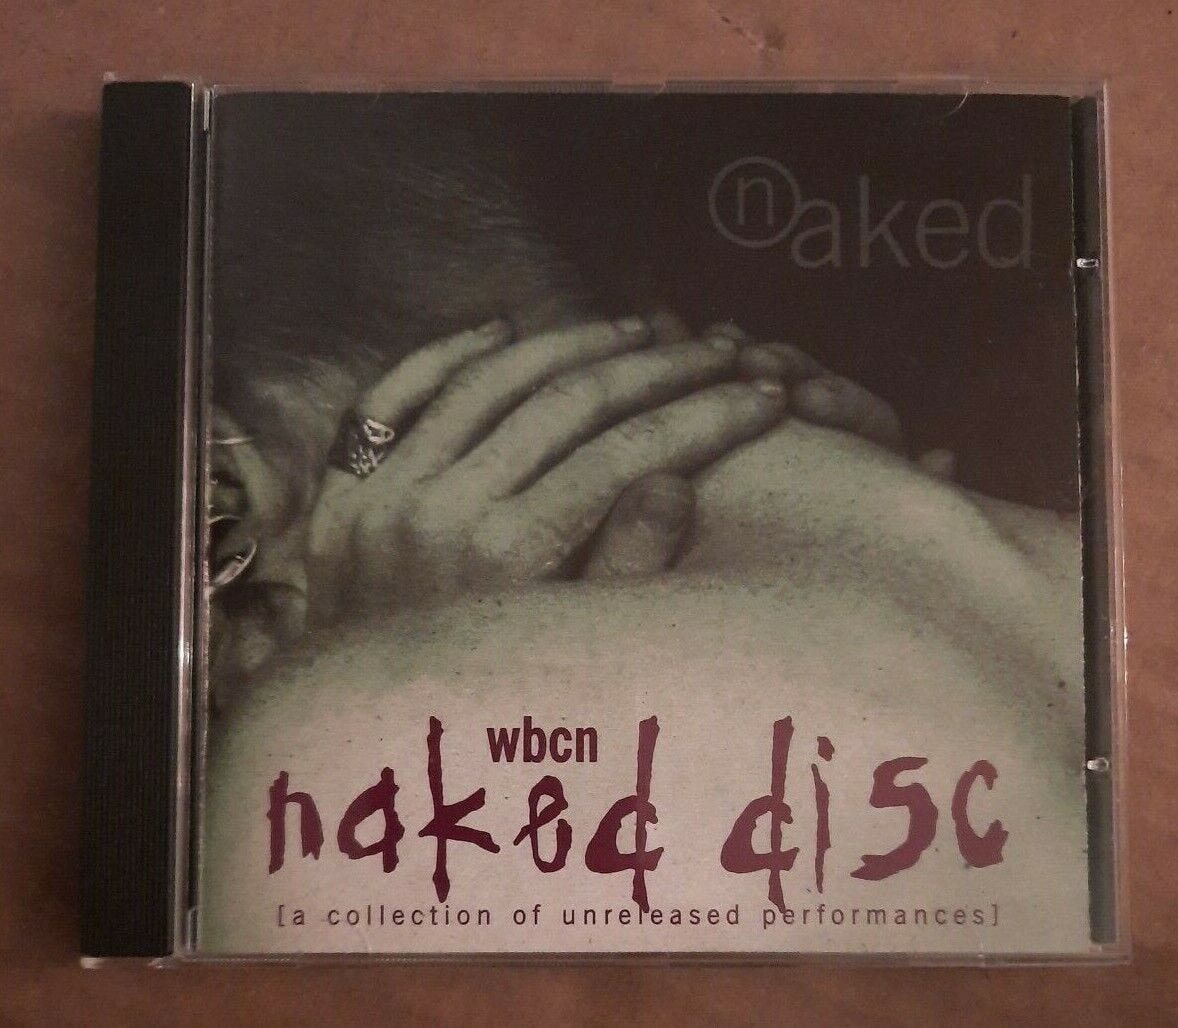 naked
wbcn
naked disc
[a collection of unreleased performances]